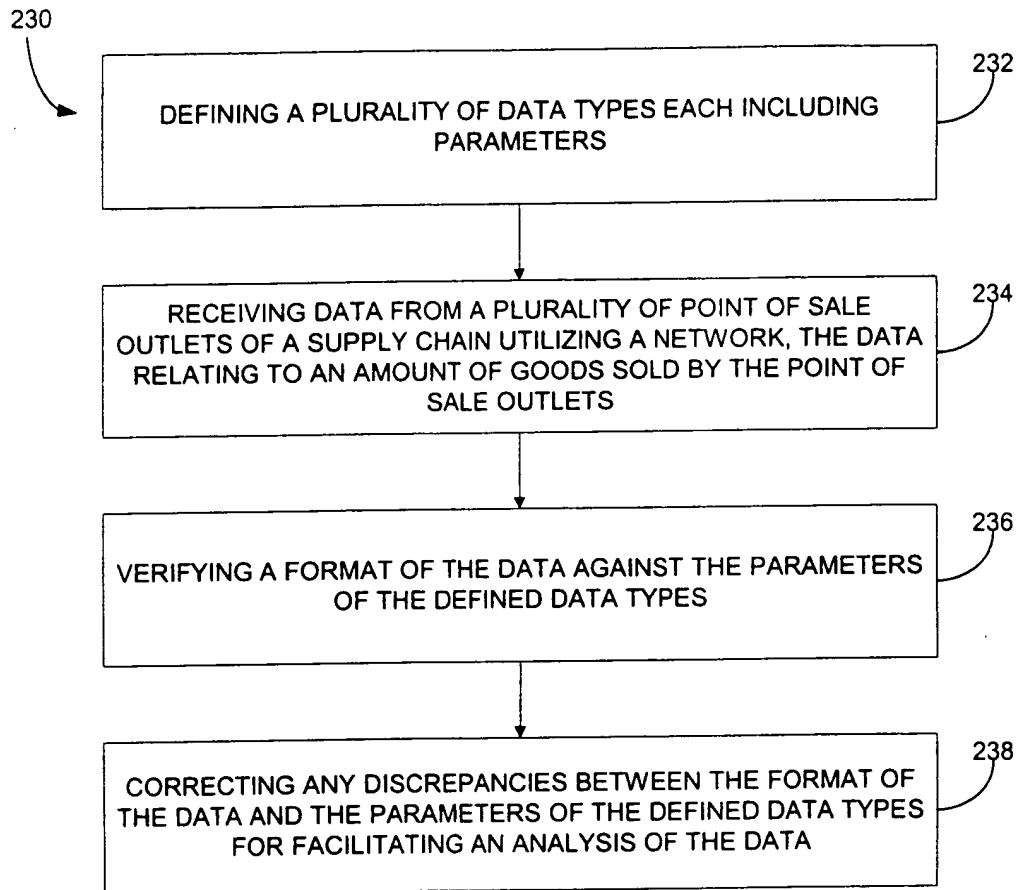 230
232
DEFINING A PLURALITY OF DATA TYPES EACH INCLUDING
PARAMETERS
234
RECEIVING DATA FROM A PLURALITY OF POINT OF SALE
OUTLETS OF A SUPPLY CHAIN UTILIZING A NETWORK, THE DATA
RELATING TO AN AMOUNT OF GOODS SOLD BY THE POINT OF
SALE OUTLETS
236
VERIFYING A FORMAT OF THE DATA AGAINST THE PARAMETERS
OF THE DEFINED DATA TYPES
238
CORRECTING ANY DISCREPANCIES BETWEEN THE FORMAT OF
THE DATA AND THE PARAMETERS OF THE DEFINED DATA TYPES
FOR FACILITATING AN ANALYSIS OF THE DATA